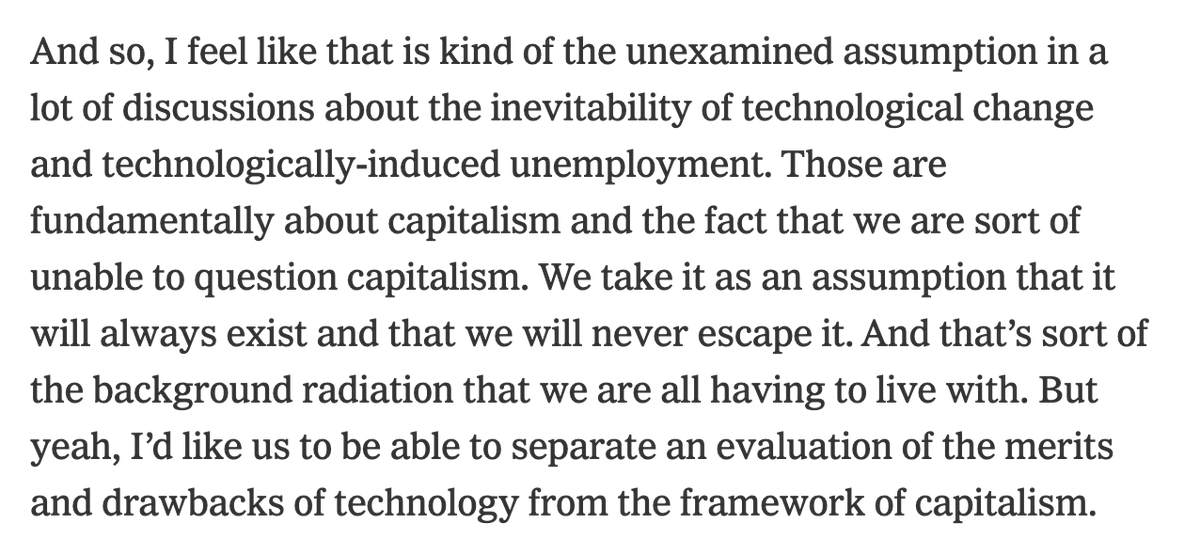 And so, I feel like that is kind of the unexamined assumption in a
lot of discussions about the inevitability of technological change
and technologically-induced unemployment. Those are
fundamentally about capitalism and the fact that we are sort of
unable to question capitalism. We take it as an assumption that it
will always exist and that we will never escape it. And that’s sort of
the background radiation that we are all having to live with. But
yeah, I’d like us to be able to separate an evaluation of the merits
and drawbacks of technology from the framework of capitalism.